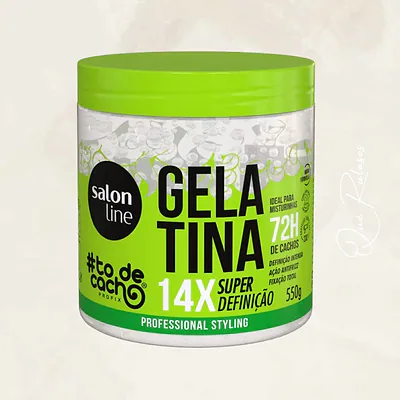 salon
line
GELA
TINA
IDEAL PARA
MISTURINHAS
72H
DE CACHOS
#to.de
cacho
PROFIX
14X
SUPER
DEFINIÇÃO
DEFINIÇÃO INTENSA
AÇÃO ANTIFRIZZ
FIXAÇÃO TOTAL
550g
PROFESSIONAL STYLING